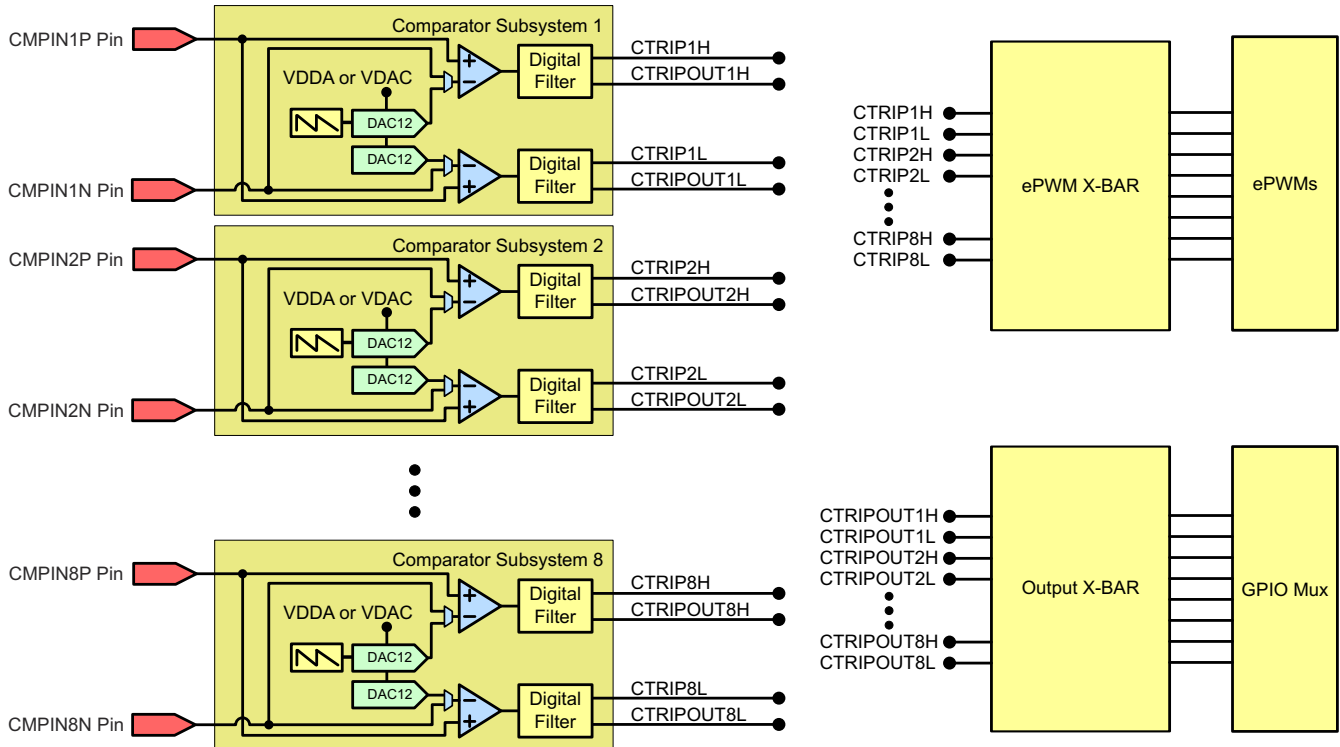 Comparator Subsystem 1
CMPIN1P Pin
VDDA or VDAC
DAC12
DAC12
Digital
Filter
CTRIP1H
CTRIPOUT1H
Digital
Filter
CTRIP1L
CTRIPOUT1L
CMPIN1N Pin
Comparator Subsystem 2
CMPIN2P Pin
VDDA or VDAC
DAC12
DAC12
Digital
Filter
CTRIP2H
CTRIPOUT2H
Digital
Filter
CTRIP2L
CTRIPOUT2L
CMPIN2N Pin
Comparator Subsystem 8
CMPIN8P Pin
VDDA or VDAC
DAC12
DAC12
Digital
Filter
CTRIP8H
CTRIPOUT8H
Digital
Filter
CTRIP8L
CTRIPOUT8L
CMPIN8N Pin
CTRIP1H
CTRIP1L
CTRIP2H
CTRIP2L
CTRIP8H
CTRIP8L
ePWM X-BAR
ePWMs
CTRIPOUT1H
CTRIPOUT1L
CTRIPOUT2H
CTRIPOUT2L
CTRIPOUT8H
CTRIPOUT8L
Output X-BAR
GPIO Mux